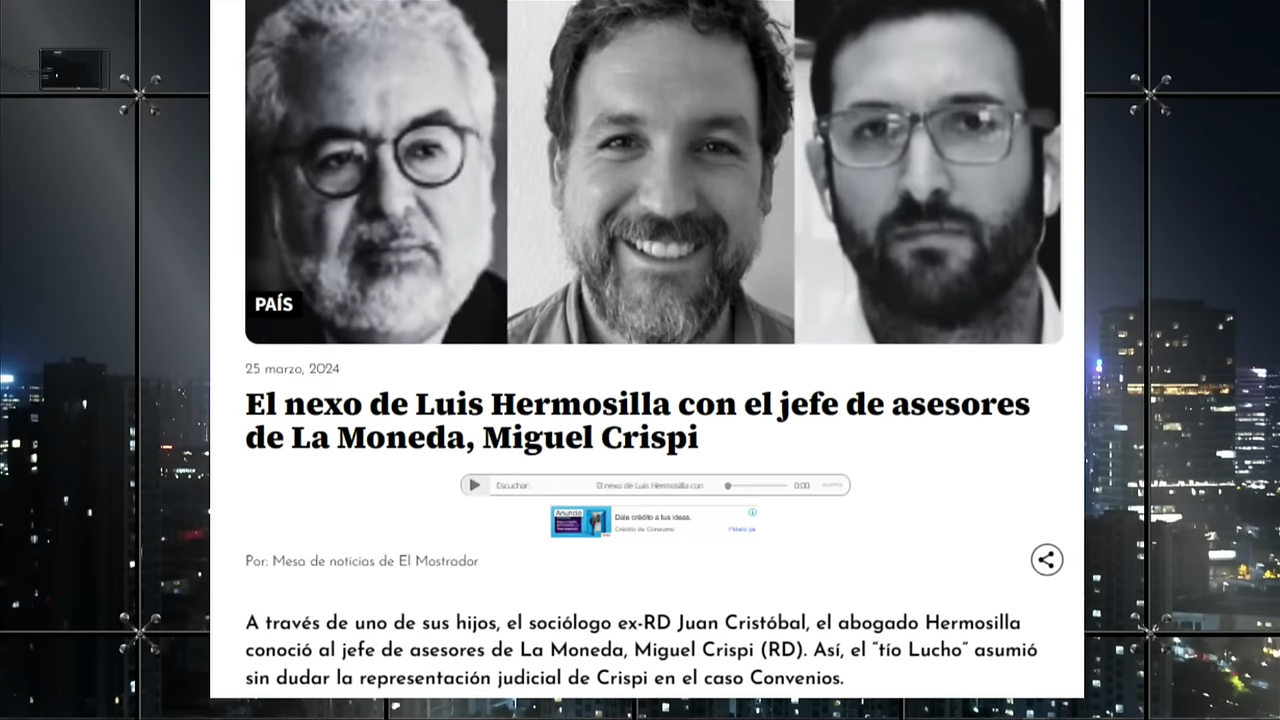 PAÍS
25 marzo, 2024
El nexo de Luis Hermosilla con el jefe de asesores
de La Moneda, Miguel Crispi
Escuchar: El nexo de Luis Hermosilla con 0:00
Anuncio
Dale crédito a tus ideas.
Crédito de Consumo Pídelo ya
Por: Mesa de noticias de El Mostrador
A través de uno de sus hijos, el sociólogo ex-RD Juan Cristóbal, el abogado Hermosilla
conoció al jefe de asesores de La Moneda, Miguel Crispi (RD). Así, el “tío Lucho” asumió
sin dudar la representación judicial de Crispi en el caso Convenios.